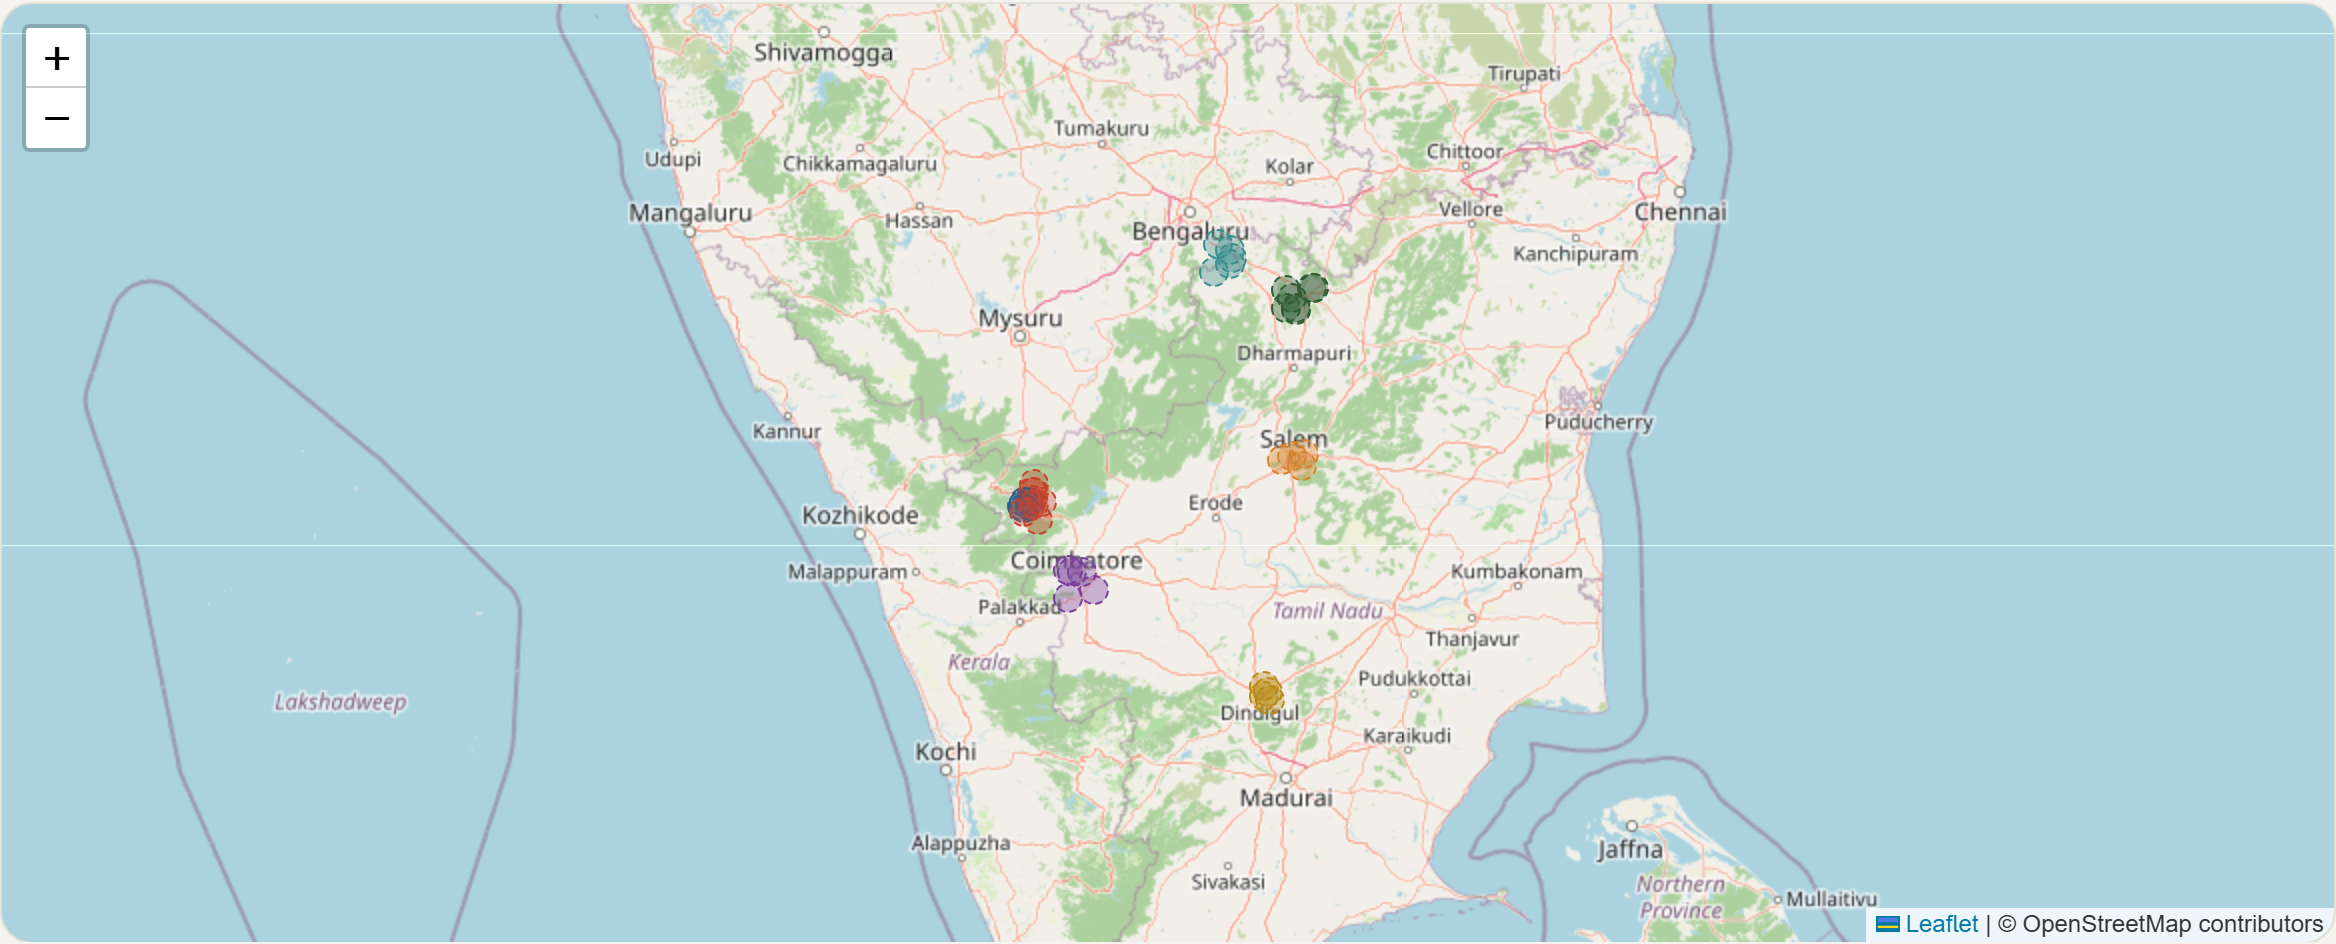 +
−
Shivamogga
Tirupati
Tumakuru
Chittoor
Udupi
Chikkamagaluru
Kolar
Mangaluru
Hassan
Vellore
Chennai
Bengaluru
Kanchipuram
Mysuru
Dharmapuri
Kannur
Puducherry
Salem
Erode
Kozhikode
Coimbatore
Malappuram
Kumbakonam
Palakkad
Tamil Nadu
Thanjavur
Kerala
Pudukkottai
Lakshadweep
Dindigul
Karaikudi
Kochi
Madurai
Alappuzha
Jaffna
Sivakasi
Northern
Province
Mullaitivu
Leaflet | © OpenStreetMap contributors